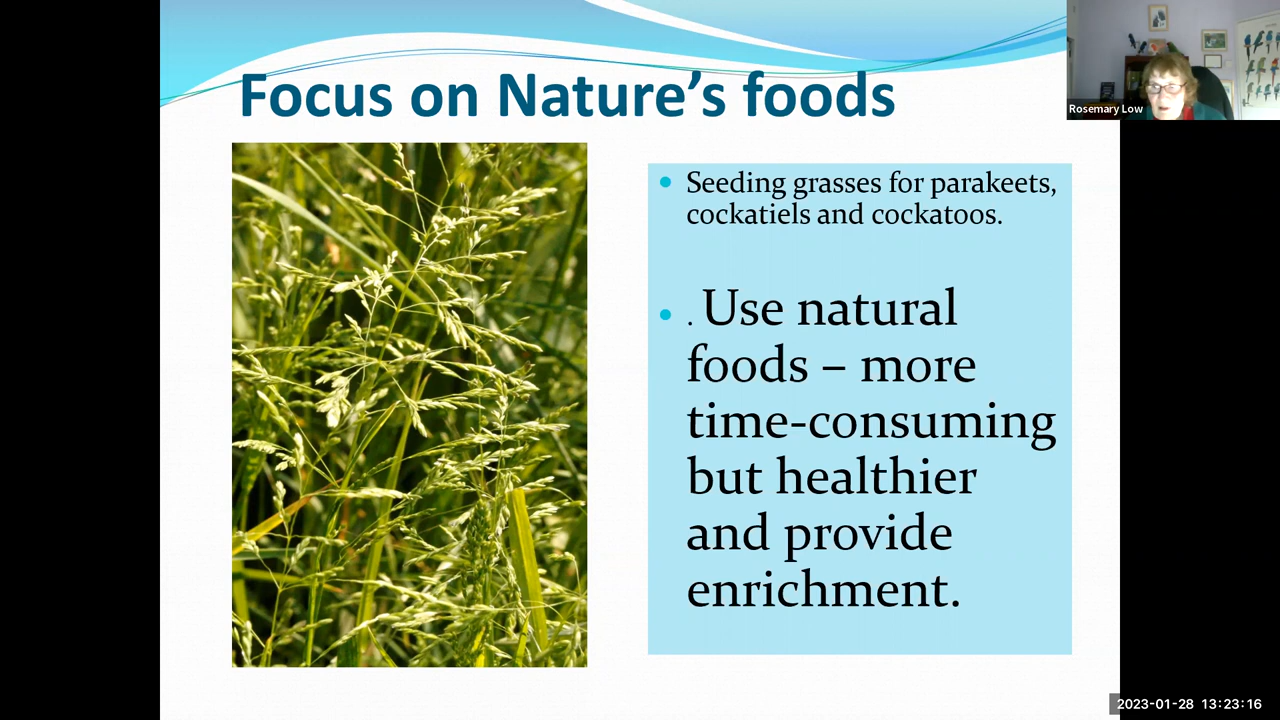 Focus on Nature's foods
Rosemary Low
Seeding grasses for parakeets,
cockatiels and cockatoos.
. Use natural
foods – more
time-consuming
but healthier
and provide
enrichment.
2023-01-28 13:23:16